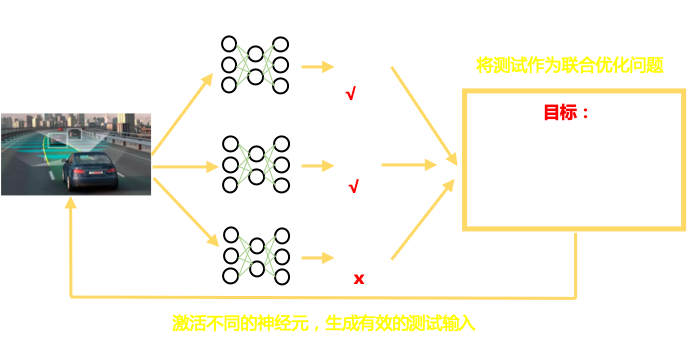 将测试作为联合优化问题
目标：
√
√
x
激活不同的神经元，生成有效的测试输入